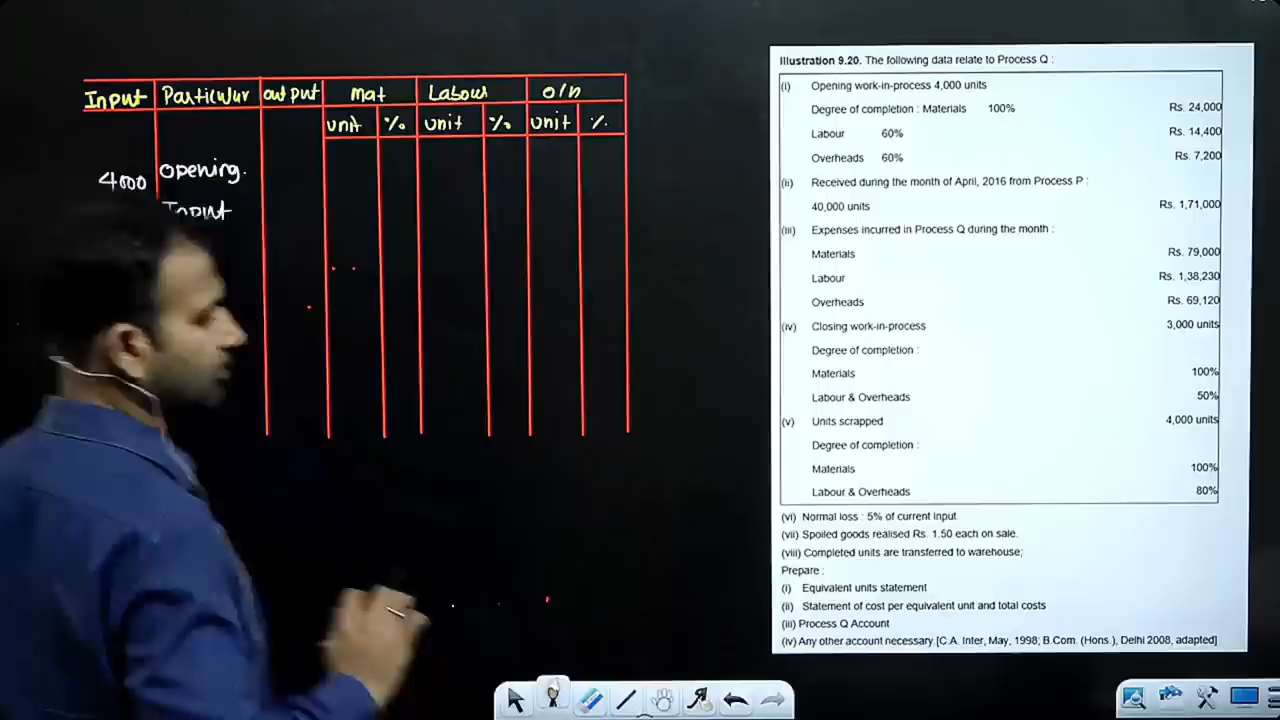 Input Particular output Mat Labour O/H
unit % unit % unit %
4000 Opening.
Input
Illustration 9.20. The following data relate to Process Q :
(i) Opening work-in-process 4,000 units
Degree of completion : Materials 100% Rs. 24,000
Labour 60% Rs. 14,400
Overheads 60% Rs. 7,200
(ii) Received during the month of April, 2016 from Process P :
40,000 units Rs. 1,71,000
(iii) Expenses incurred in Process Q during the month :
Materials Rs. 79,000
Labour Rs. 1,38,230
Overheads Rs. 69,120
(iv) Closing work-in-process 3,000 units
Degree of completion :
Materials 100%
Labour & Overheads 50%
(v) Units scrapped 4,000 units
Degree of completion :
Materials 100%
Labour & Overheads 80%
(vi) Normal loss : 5% of current input
(vii) Spoiled goods realised Rs. 1.50 each on sale.
(viii) Completed units are transferred to warehouse;
Prepare :
(i) Equivalent units statement
(ii) Statement of cost per equivalent unit and total costs
(iii) Process Q Account
(iv) Any other account necessary [C.A. Inter, May, 1998; B.Com. (Hons.), Delhi 2008, adapted]